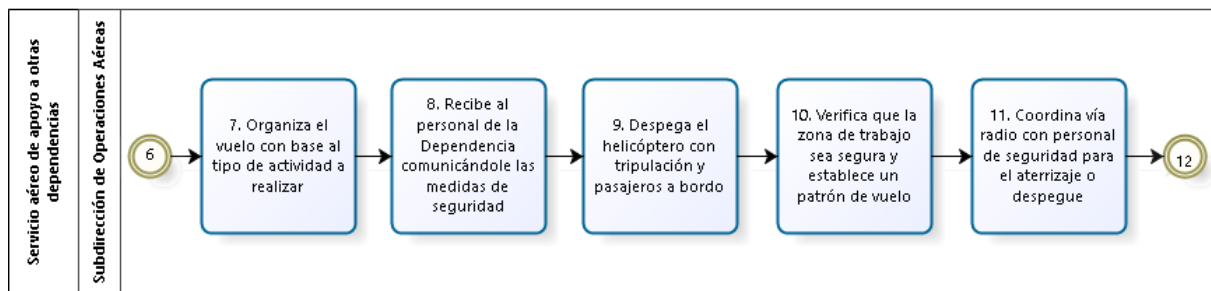 Servicio aéreo de apoyo a otras
dependencias
Subdirección de Operaciones Aéreas
6
7. Organiza el
vuelo con base al
tipo de actividad a
realizar
8. Recibe al
personal de la
Dependencia
comunicándole las
medidas de
seguridad
9. Despega el
helicóptero con
tripulación y
pasajeros a bordo
10. Verifica que la
zona de trabajo
sea segura y
establece un
patrón de vuelo
11. Coordina vía
radio con personal
de seguridad para
el aterrizaje o
despegue
12